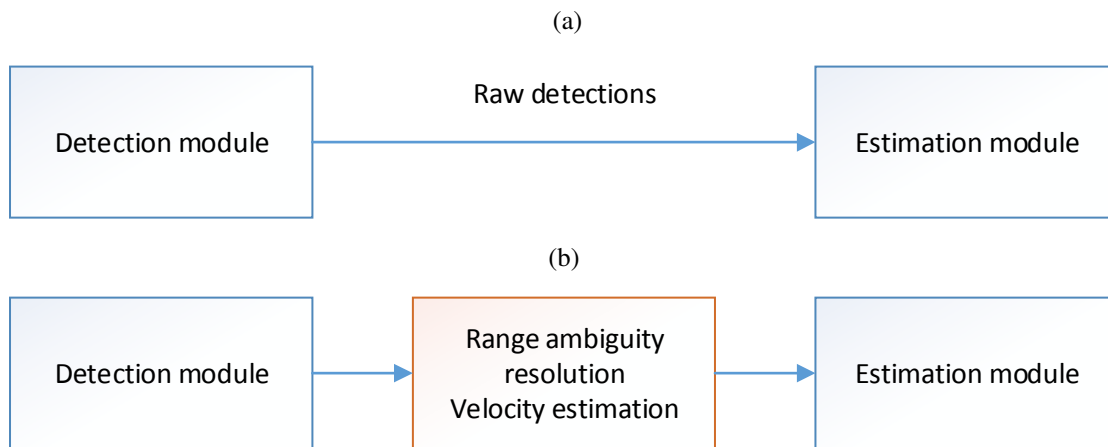 (a)
Raw detections
Detection module
Estimation module
(b)
Detection module
Range ambiguity
resolution
Velocity estimation
Estimation module